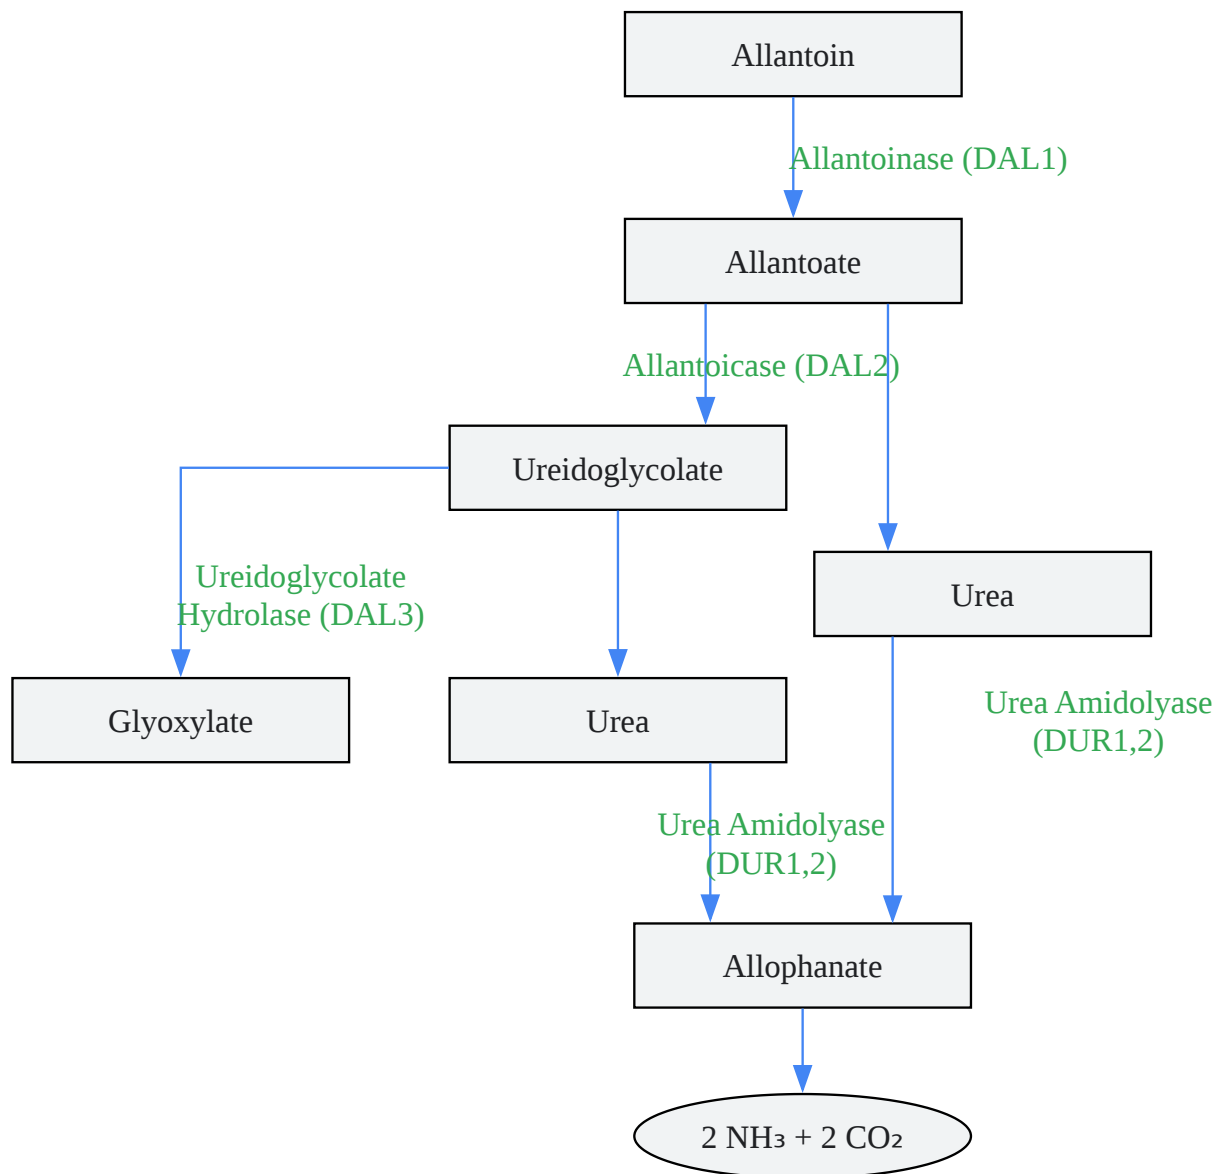 Allantoin
Allantoinase (DAL1)
Allantoate
Allantoicase (DAL2)
Ureidoglycolate
Ureidoglycolate
Hydrolase (DAL3)
Urea
Glyoxylate
Urea
Urea Amidolyase
(DUR1,2)
Urea Amidolyase
(DUR1,2)
Allophanate
2 NH₃ + 2 CO₂